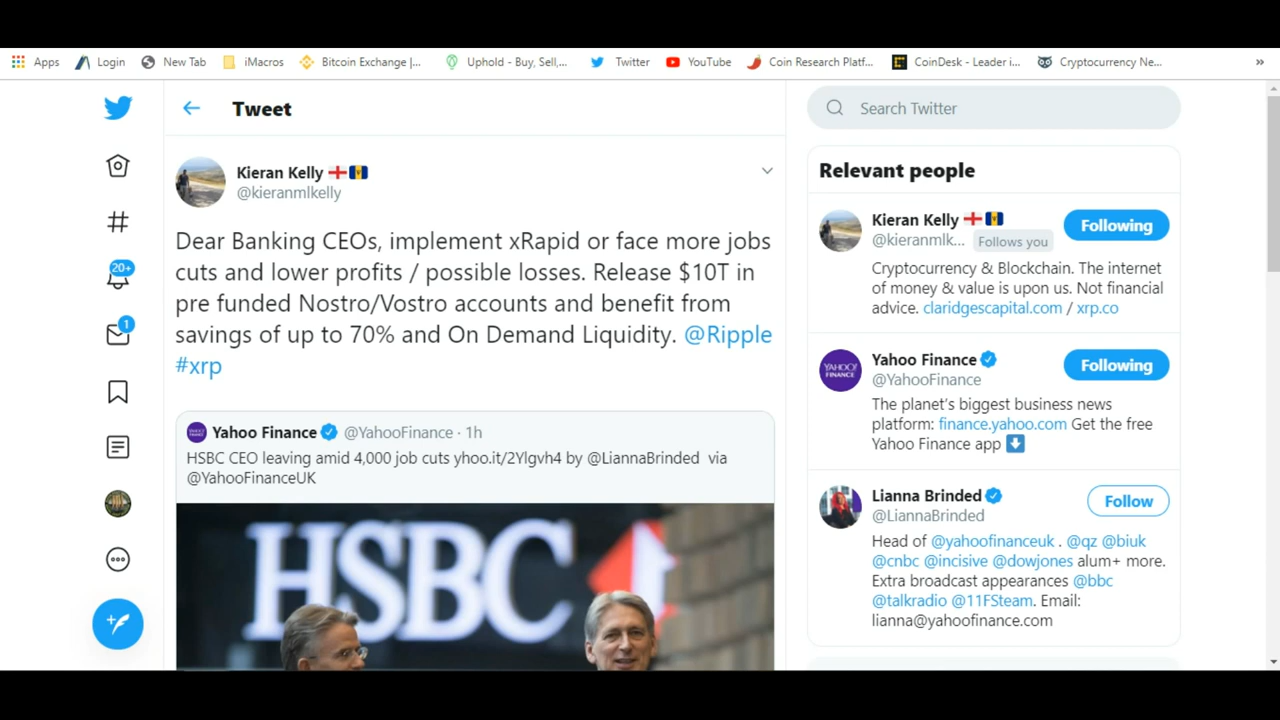 Apps
Login
New Tab
iMacros
Bitcoin Exchange |...
Uphold - Buy, Sell,...
Twitter
YouTube
Coin Research Platf...
CoinDesk - Leader i...
Cryptocurrency Ne...
»
Tweet
Search Twitter
Kieran Kelly
@kieranmlkelly
Dear Banking CEOs, implement xRapid or face more jobs
cuts and lower profits / possible losses. Release $10T in
pre funded Nostro/Vostro accounts and benefit from
savings of up to 70% and On Demand Liquidity. @Ripple
#xrp
20+
1
YAHOO! FINANCE
Yahoo Finance @YahooFinance · 1h
HSBC CEO leaving amid 4,000 job cuts yhoo.it/2Ylgvh4 by @LiannaBrinded via
@YahooFinanceUK
HSBC
Relevant people
Kieran Kelly
@kieranmlk... Follows you
Following
Cryptocurrency & Blockchain. The internet
of money & value is upon us. Not financial
advice. claridgescapital.com / xrp.co
YAHOO!
FINANCE
Yahoo Finance
@YahooFinance
Following
The planet's biggest business news
platform: finance.yahoo.com Get the free
Yahoo Finance app
Lianna Brinded
@LiannaBrinded
Follow
Head of @yahoofinanceuk . @qz @biuk
@cnbc @incisive @dowjones alum+ more.
Extra broadcast appearances @bbc
@talkradio @11FSteam. Email:
lianna@yahoofinance.com